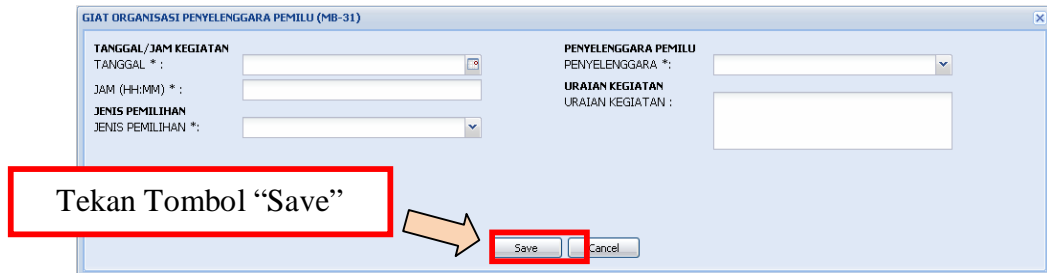 GIAT ORGANISASI PENYELENGGARA PEMILU (MB-31)
TANGGAL/JAM KEGIATAN
TANGGAL * :
JAM (HH:MM) * :
JENIS PEMILIHAN
JENIS PEMILIHAN *:
PENYELENGGARA PEMILU
PENYELENGGARA *:
URAIAN KEGIATAN
URAIAN KEGIATAN :
Tekan Tombol “Save”
Save
Cancel